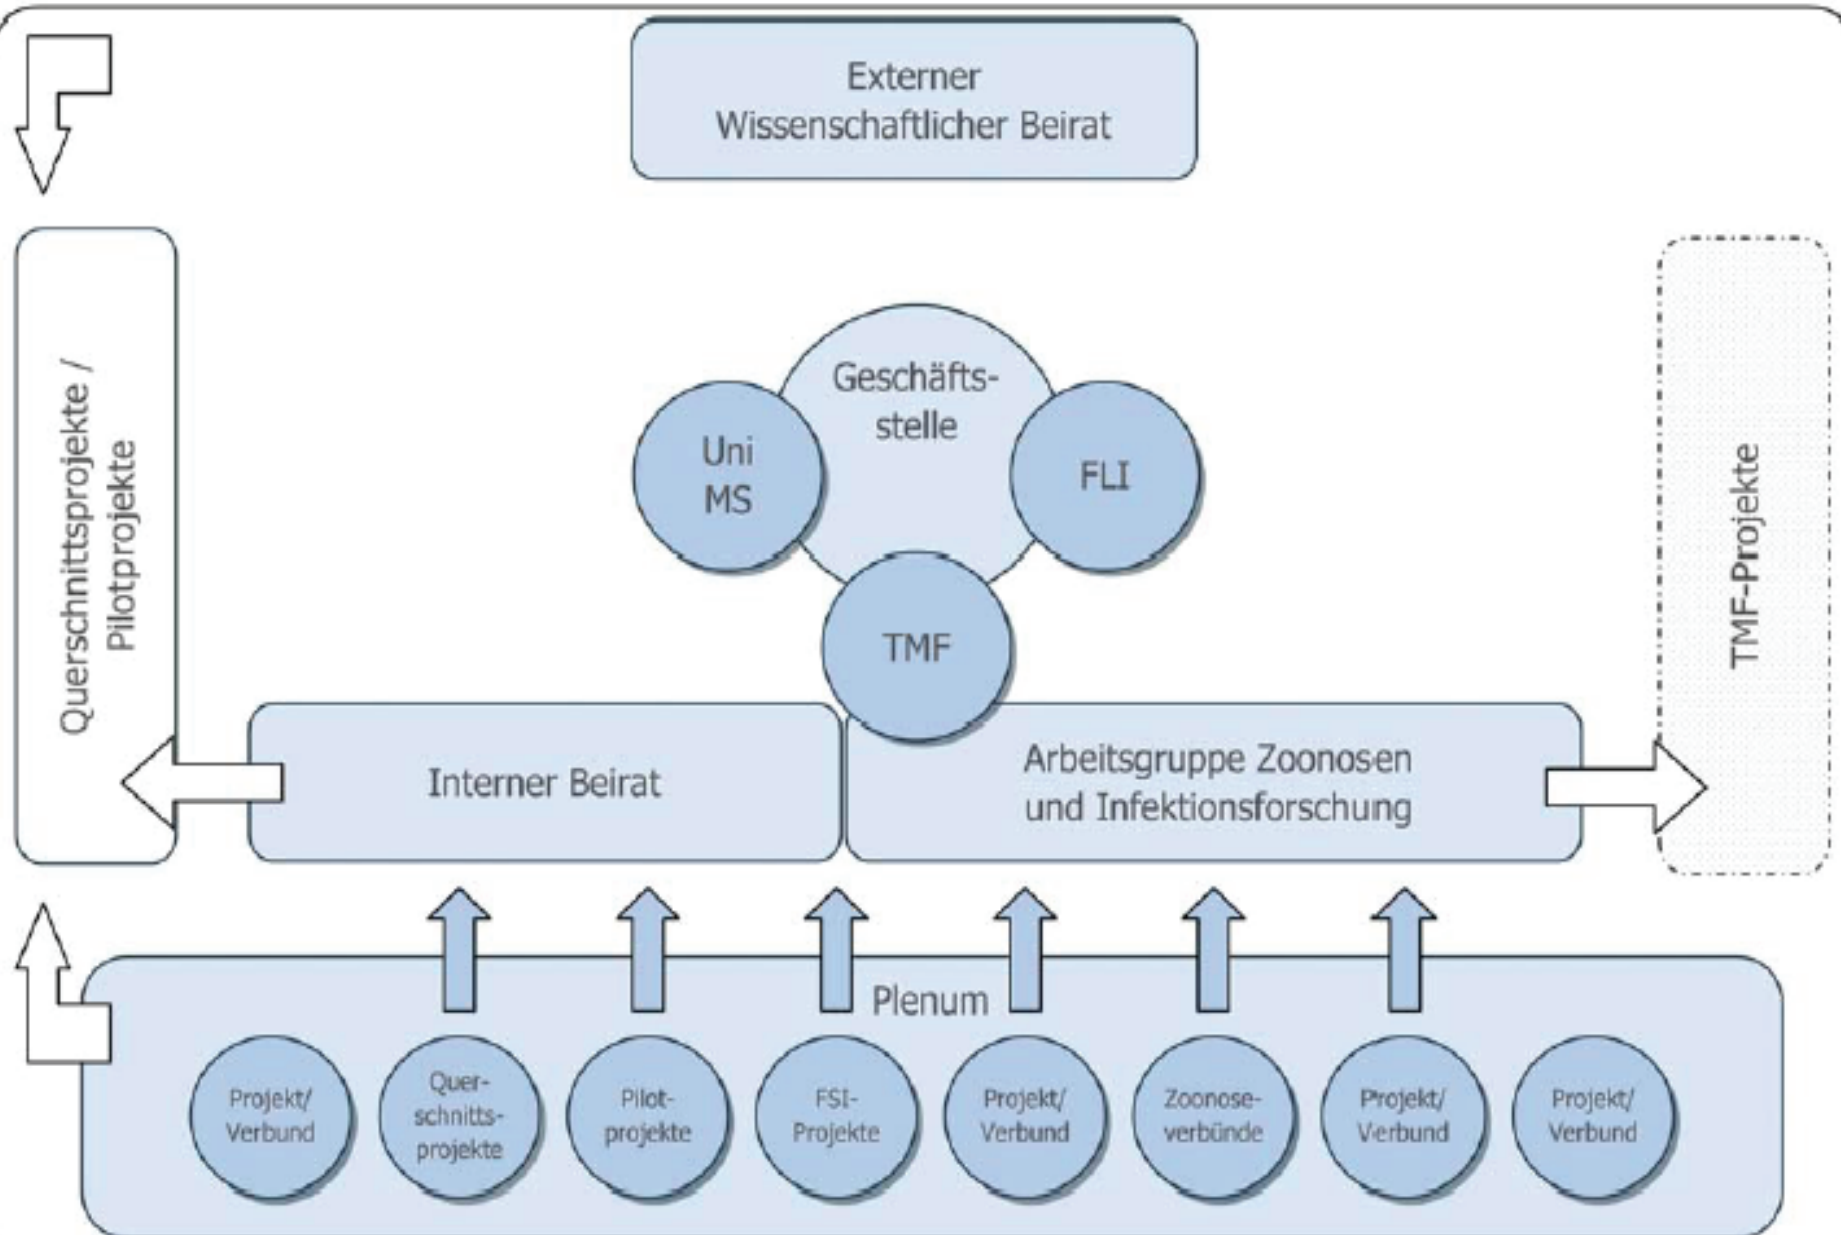 Externer
Wissenschaftlicher Beirat
Querschnittsprojekte /
Pilotprojekte
Geschäfts-
stelle
Uni
MS
FLI
TMF
TMF-Projekte
Interner Beirat
Arbeitsgruppe Zoonosen
und Infektionsforschung
Plenum
Projekt/
Verbund
Quer-
schnitts-
projekte
Pilot-
projekte
FSI-
Projekte
Projekt/
Verbund
Zoonose-
verbünde
Projekt/
Verbund
Projekt/
Verbund